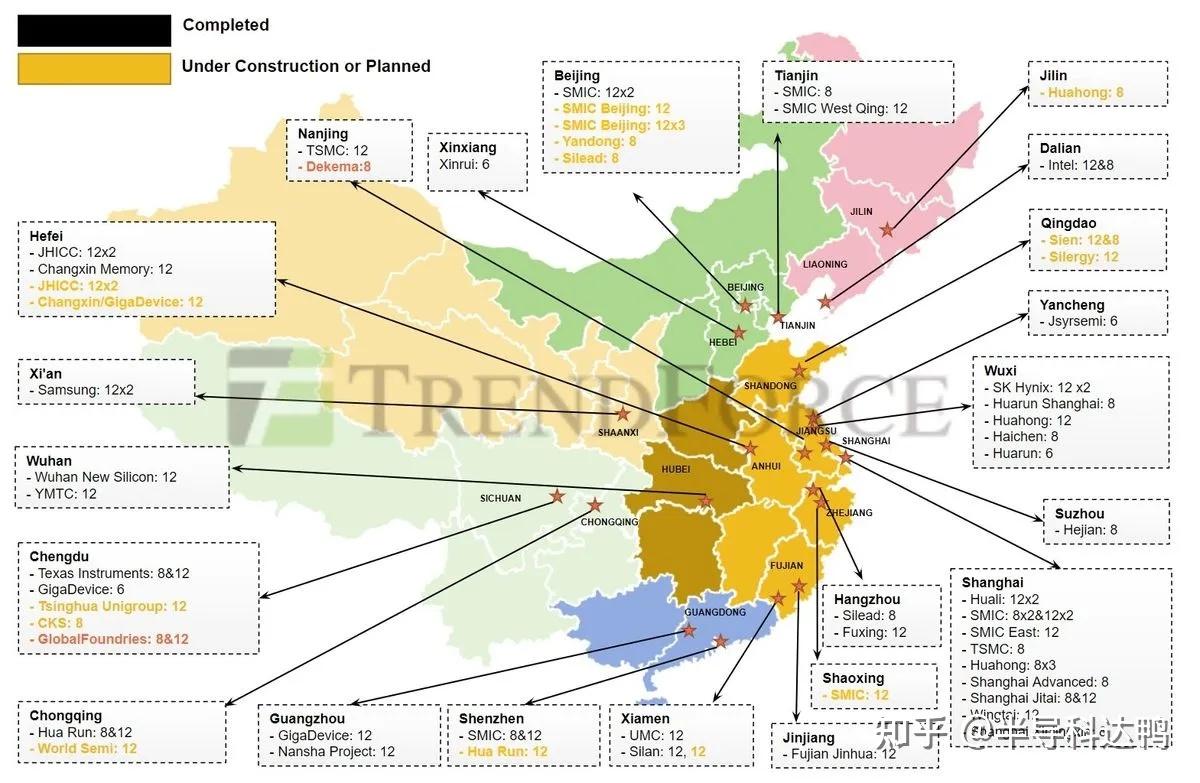 Completed
Under Construction or Planned
Beijing
- SMIC: 12x2
- SMIC Beijing: 12
- SMIC Beijing: 12x3
- Yandong: 8
- Silead: 8
Tianjin
- SMIC: 8
- SMIC West Qing: 12
Jilin
- Huahong: 8
Nanjing
- TSMC: 12
- Dekema:8
Xinxiang
Xinrui: 6
Dalian
- Intel: 12&8
Qingdao
- Sien: 12&8
- Silergy: 12
Hefei
- JHICC: 12x2
- Changxin Memory: 12
- JHICC: 12x2
- Changxin/GigaDevice: 12
Yancheng
- Jsyrsemi: 6
Xi'an
- Samsung: 12x2
Wuxi
- SK Hynix: 12 x2
- Huarun Shanghai: 8
- Huahong: 12
- Haichen: 8
- Huarun: 6
Wuhan
- Wuhan New Silicon: 12
- YMTC: 12
Suzhou
- Hejian: 8
Chengdu
- Texas Instruments: 8&12
- GigaDevice: 6
- Tsinghua Unigroup: 12
- CKS: 8
- GlobalFoundries: 8&12
Hangzhou
- Silead: 8
- Fuxing: 12
Shanghai
- Huali: 12x2
- SMIC: 8x2&12x2
- SMIC East: 12
- TSMC: 8
- Huahong: 8x3
- Shanghai Advanced: 8
- Shanghai Jitai: 8&12
Shaoxing
- SMIC: 12
Chongqing
- Hua Run: 8&12
- World Semi: 12
Guangzhou
- GigaDevice: 12
- Nansha Project: 12
Shenzhen
- SMIC: 8&12
- Hua Run: 12
Xiamen
- UMC: 12
- Silan: 12, 12
Jinjiang
- Fujian Jinhua: 12
JILIN
LIAONING
BEIJING
TIANJIN
HEBEI
SHANDONG
SHAANXI
JIANGSU
SHANGHAI
ANHUI
HUBEI
SICHUAN
CHONGQING
ZHEJIANG
FUJIAN
GUANGDONG
TRENDFORCE
知乎 @半导科达鸭